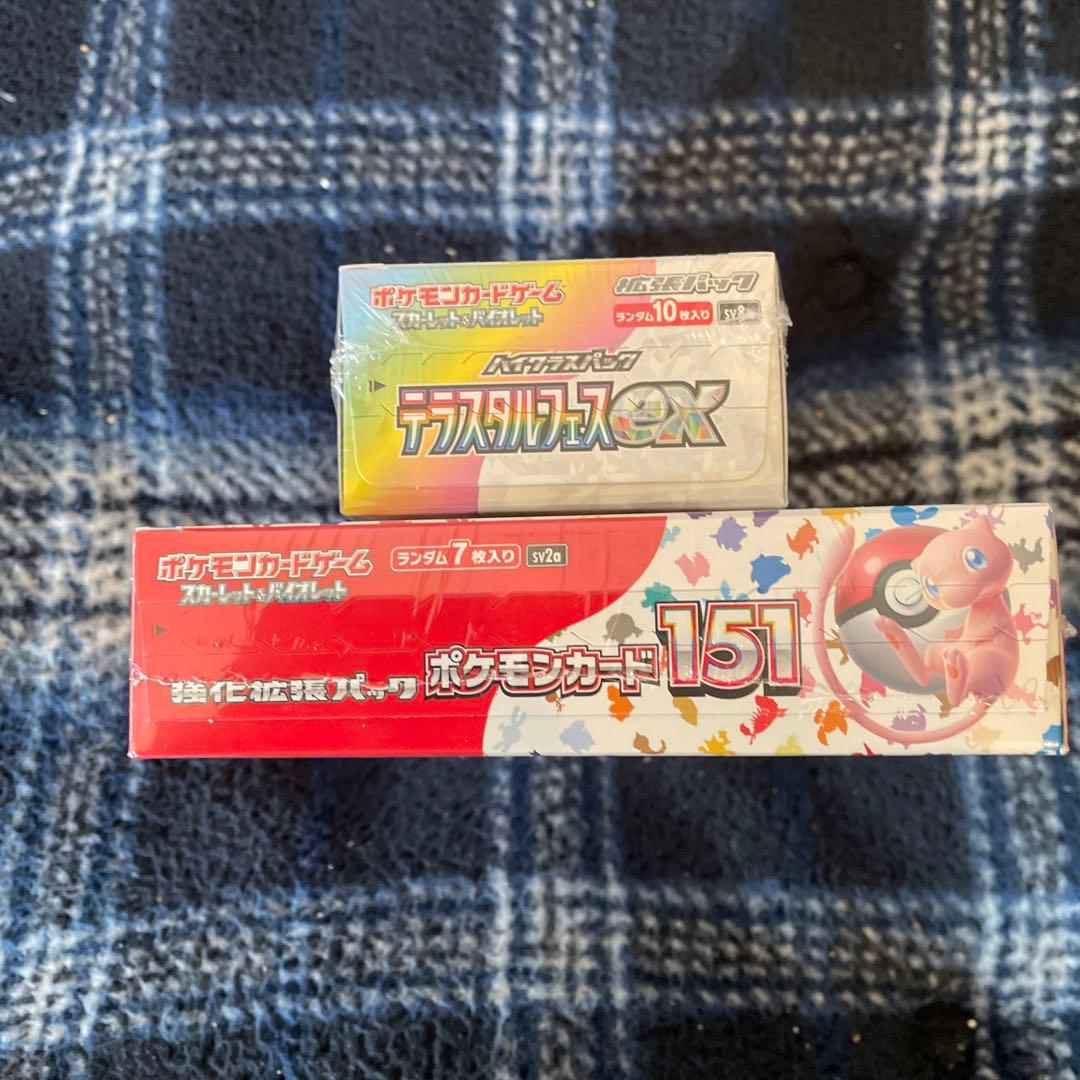 ポケモンカードゲーム
スカーレット&バイオレット
拡張パック
ランダム10枚入り
ハイクラスパック
テラスタルフェスex
ポケモンカードゲーム
スカーレット&バイオレット
ランダム7枚入り SV2a
強化拡張パック ポケモンカード151